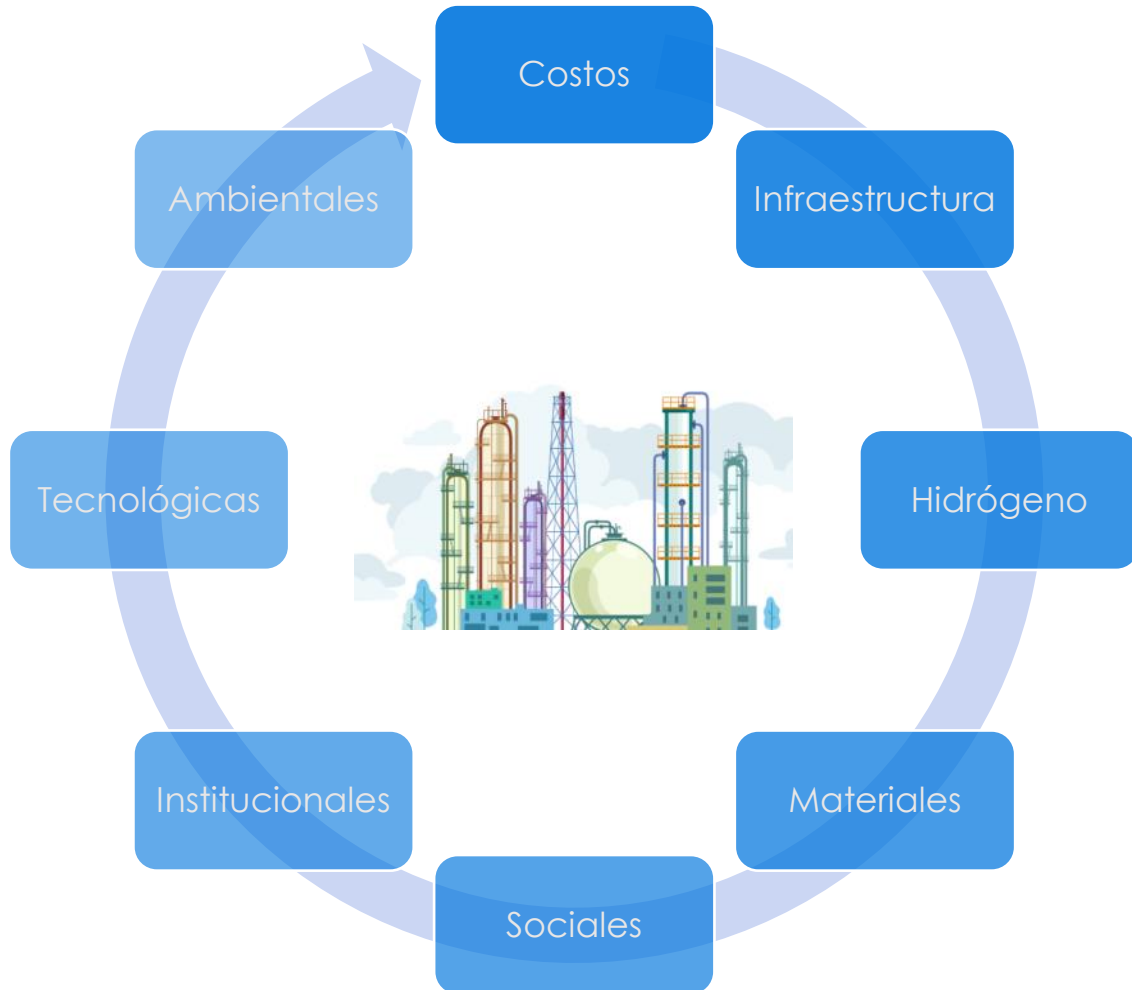 Costos
Infraestructura
Hidrógeno
Materiales
Sociales
Institucionales
Tecnológicas
Ambientales